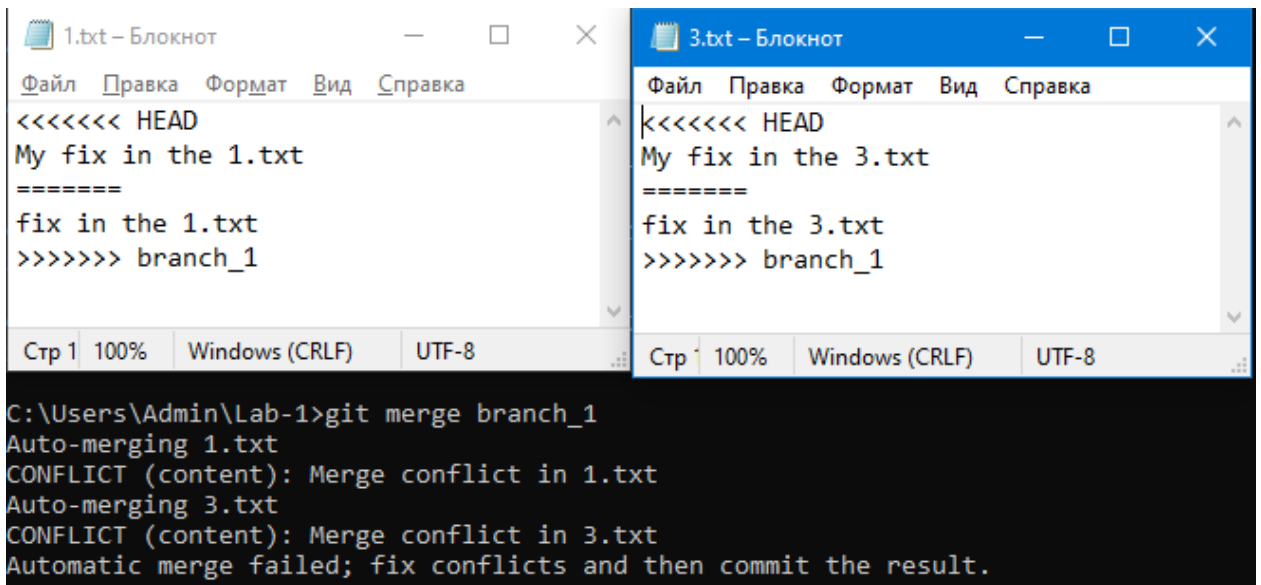 1.txt – Блокнот
Файл Правка Формат Вид Справка
<<<<<<< HEAD
My fix in the 1.txt
=======
fix in the 1.txt
>>>>>>> branch_1
Стр 1 100% Windows (CRLF) UTF-8
3.txt – Блокнот
Файл Правка Формат Вид Справка
<<<<<<< HEAD
My fix in the 3.txt
=======
fix in the 3.txt
>>>>>>> branch_1
Стр 100% Windows (CRLF) UTF-8
C:\Users\Admin\Lab-1>git merge branch_1
Auto-merging 1.txt
CONFLICT (content): Merge conflict in 1.txt
Auto-merging 3.txt
CONFLICT (content): Merge conflict in 3.txt
Automatic merge failed; fix conflicts and then commit the result.